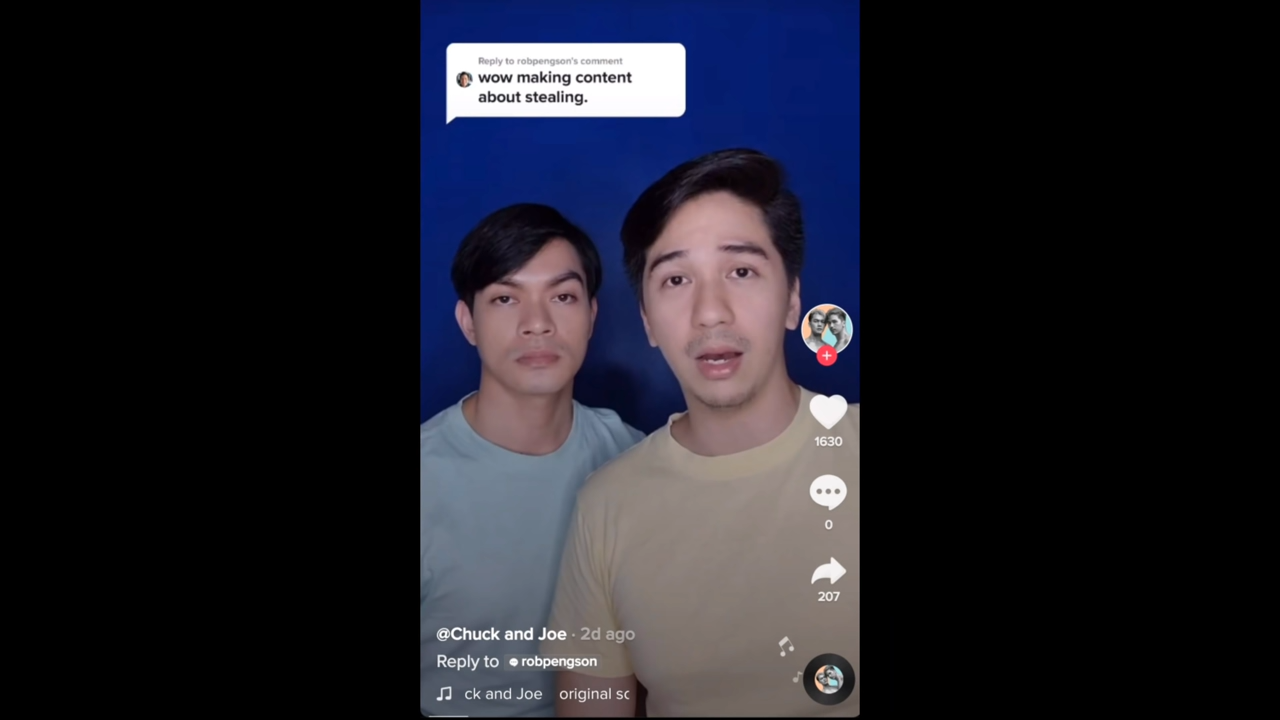 Reply to robpengson's comment
wow making content
about stealing.
1630
0
207
@Chuck and Joe · 2d ago
Reply to robpengson
ck and Joe original sc